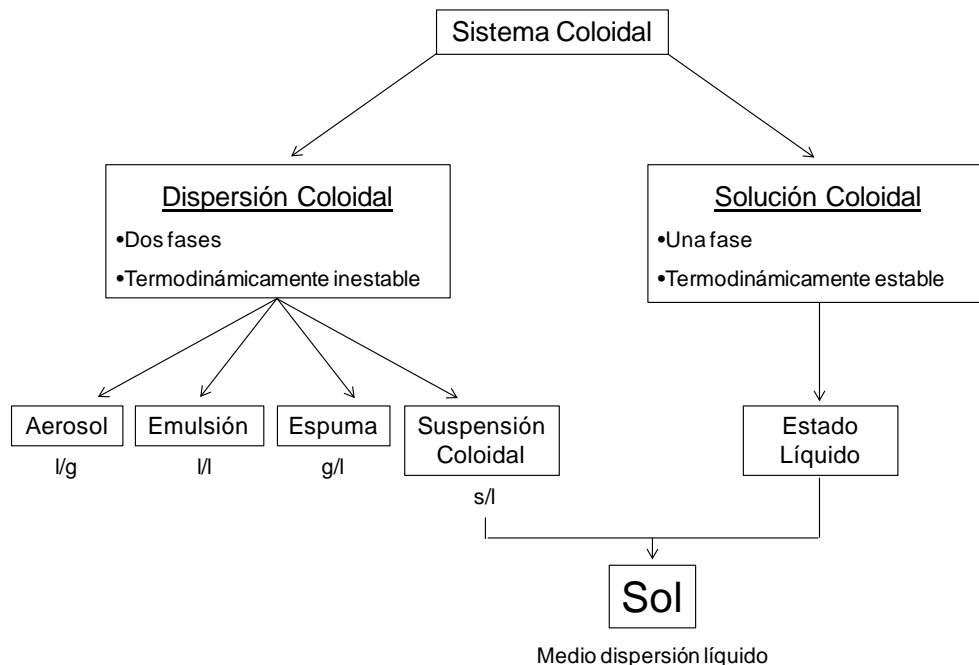 Sistema Coloidal
Dispersión Coloidal
•Dos fases
•Termodinámicamente inestable
Solución Coloidal
•Una fase
•Termodinámicamente estable
Aerosol
l/g
Emulsión
l/l
Espuma
g/l
Suspensión
Coloidal
s/l
Estado
Líquido
Sol
Medio dispersión líquido